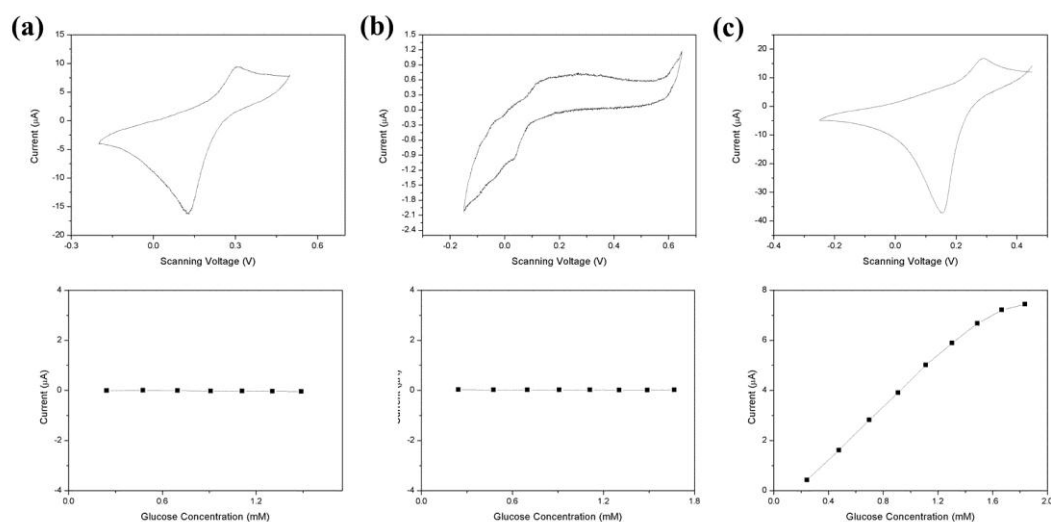 (a)
Current (μA)
15
10
5
0
-5
-10
-15
-20
-0.3 0.0 0.3 0.6
Scanning Voltage (V)
(b)
Current (μA)
1.5
1.2
0.9
0.6
0.3
0.0
-0.3
-0.6
-0.9
-1.2
-1.5
-1.8
-2.1
-2.4
-0.2 0.0 0.2 0.4 0.6
Scanning Voltage (V)
(c)
Current (μA)
20
10
0
-10
-20
-30
-40
-0.4 -0.2 0.0 0.2 0.4
Scanning Voltage (V)
Current (μA)
4
2
0
-2
-4
0.0 0.6 1.2
Glucose Concentration (mM)
4
2
0
-2
-4
0.0 0.6 1.2 1.8
Glucose Concentration (mM)
Current (μA)
8
6
4
2
0
0.0 0.4 0.8 1.2 1.6 2.0
Glucose Concentration (mM)